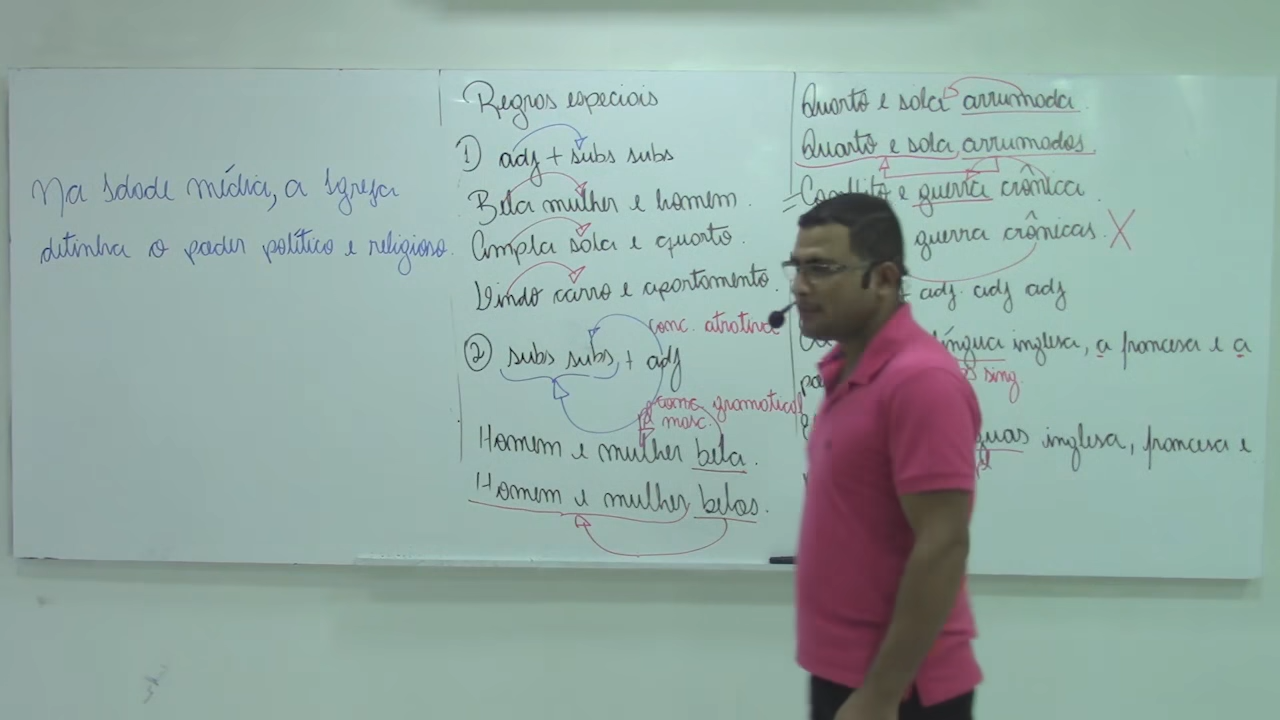 Na Idade média, a Igreja
detinha o poder político e religioso.
Regras especiais
1) adj + subs subs
Bela mulher e homem.
Ampla sala e quarto.
Lindo carro e apartamento.
2 subs subs + adj
conc. atrativa
conc gramatical
masc.
Homem e mulher bela.
Homem e mulher belos.
Quarto e sala arrumada.
Quarto e sala arrumados.
Conflito e guerra crônica.
guerra crônicas. X
adj. adj adj
língua inglesa, a francesa e a
sing.
inglesa, francesa e
pl